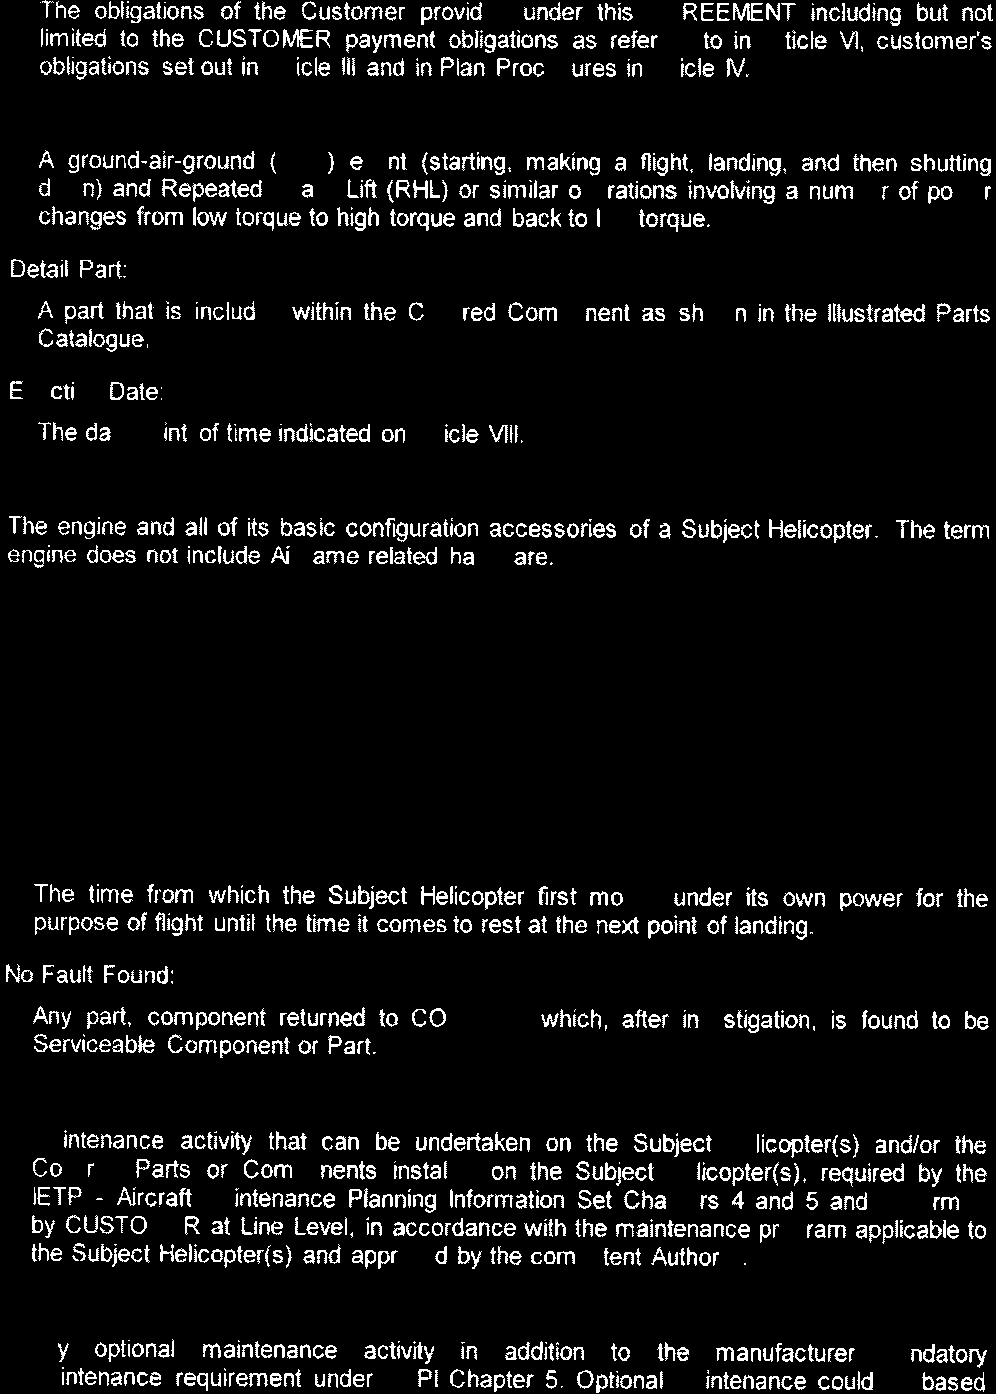 The obligations of the Customer provid under this REEMENT including but not
limited to the CUSTOMER payment obligations as refer to in ticle VI, customer's
obligations set out in icle III and in Plan Proc ures in icle IV.
A ground-air-ground ( ) e nt (starting, making a flight, landing, and then shutting
d n) and Repeated a Lift (RHL) or similar o rations involving a num r of po r
changes from low torque to high torque and back to l torque.
Detail Part:
A part that is includ within the C red Com nent as sh n in the Illustrated Parts
Catalogue.
E cti Date:
The da int of time indicated on icle VIII.
The engine and all of its basic configuration accessories of a Subject Helicopter. The term
engine does not include Ai ame related ha are.
The time from which the Subject Helicopter first mo under its own power for the
purpose of flight until the time it comes to rest at the next point of landing.
No Fault Found:
Any part, component returned to CO which, after in stigation, is found to be
Serviceable Component or Part.
intenance activity that can be undertaken on the Subject licopter(s) and/or the
Co r Parts or Com nents instal on the Subject licopter(s), required by the
IETP - Aircraft intenance Planning Information Set Cha rs 4 and 5 and rm
by CUSTO R at Line Level, in accordance with the maintenance pr ram applicable to
the Subject Helicopter(s) and appr d by the com tent Author .
y optional maintenance activity in addition to the manufacturer ndatory
intenance requirement under PI Chapter 5. Optional intenance could based